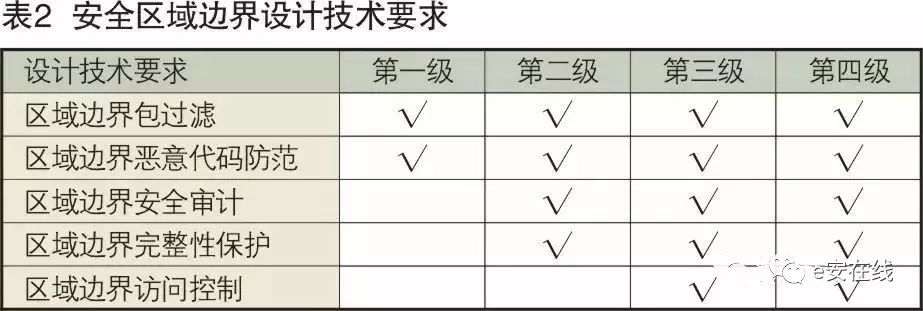 表2 安全区域边界设计技术要求
设计技术要求 第一级 第二级 第三级 第四级
区域边界包过滤 √ √ √ √
区域边界恶意代码防范 √ √ √ √
区域边界安全审计 √ √ √
区域边界完整性保护 √ √ √
区域边界访问控制 √ √
e安在线